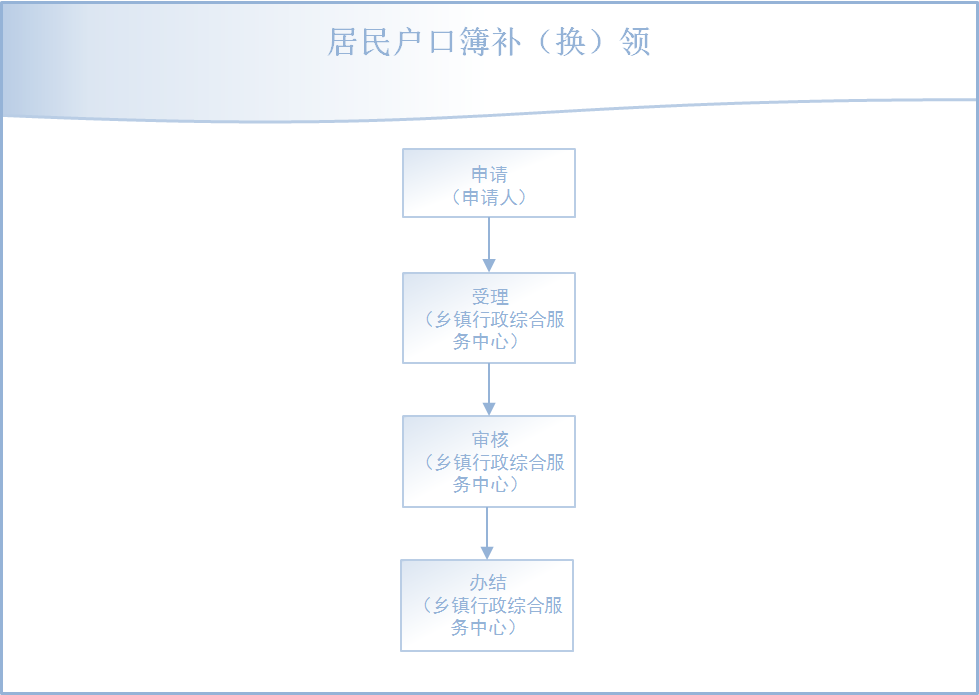 居民户口簿补（换）领
申请
（申请人）
受理
（乡镇行政综合服
务中心）
审核
（乡镇行政综合服
务中心）
办结
（乡镇行政综合服
务中心）